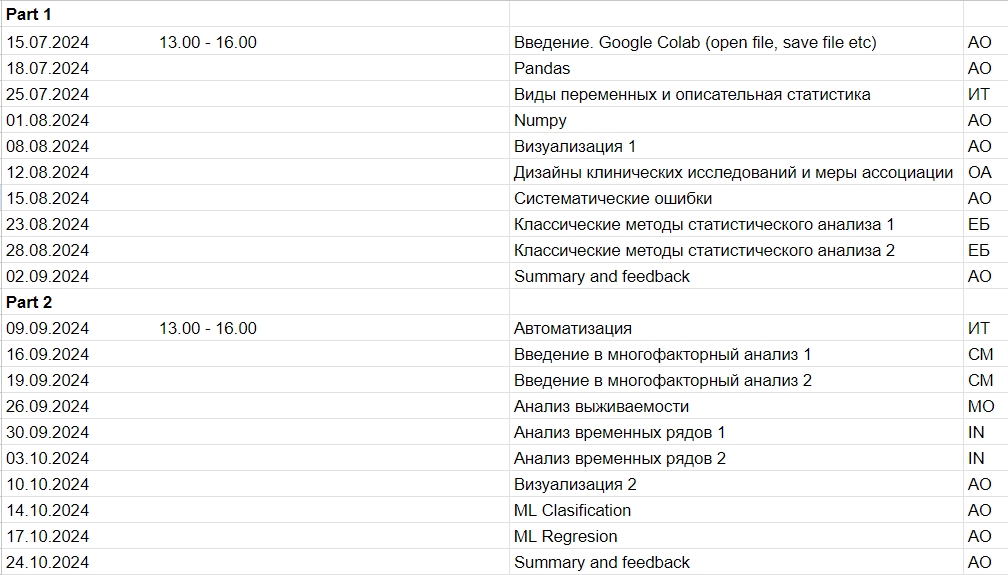 Part 1
15.07.2024 13.00 - 16.00 Введение. Google Colab (open file, save file etc) АО
18.07.2024 Pandas АО
25.07.2024 Виды переменных и описательная статистика ИТ
01.08.2024 Numpy АО
08.08.2024 Визуализация 1 АО
12.08.2024 Дизайны клинических исследований и меры ассоциации ОА
15.08.2024 Систематические ошибки АО
23.08.2024 Классические методы статистического анализа 1 ЕБ
28.08.2024 Классические методы статистического анализа 2 ЕБ
02.09.2024 Summary and feedback АО
Part 2
09.09.2024 13.00 - 16.00 Автоматизация ИТ
16.09.2024 Введение в многофакторный анализ 1 СМ
19.09.2024 Введение в многофакторный анализ 2 СМ
26.09.2024 Анализ выживаемости МО
30.09.2024 Анализ временных рядов 1 IN
03.10.2024 Анализ временных рядов 2 IN
10.10.2024 Визуализация 2 АО
14.10.2024 ML Clasification АО
17.10.2024 ML Regresion АО
24.10.2024 Summary and feedback АО